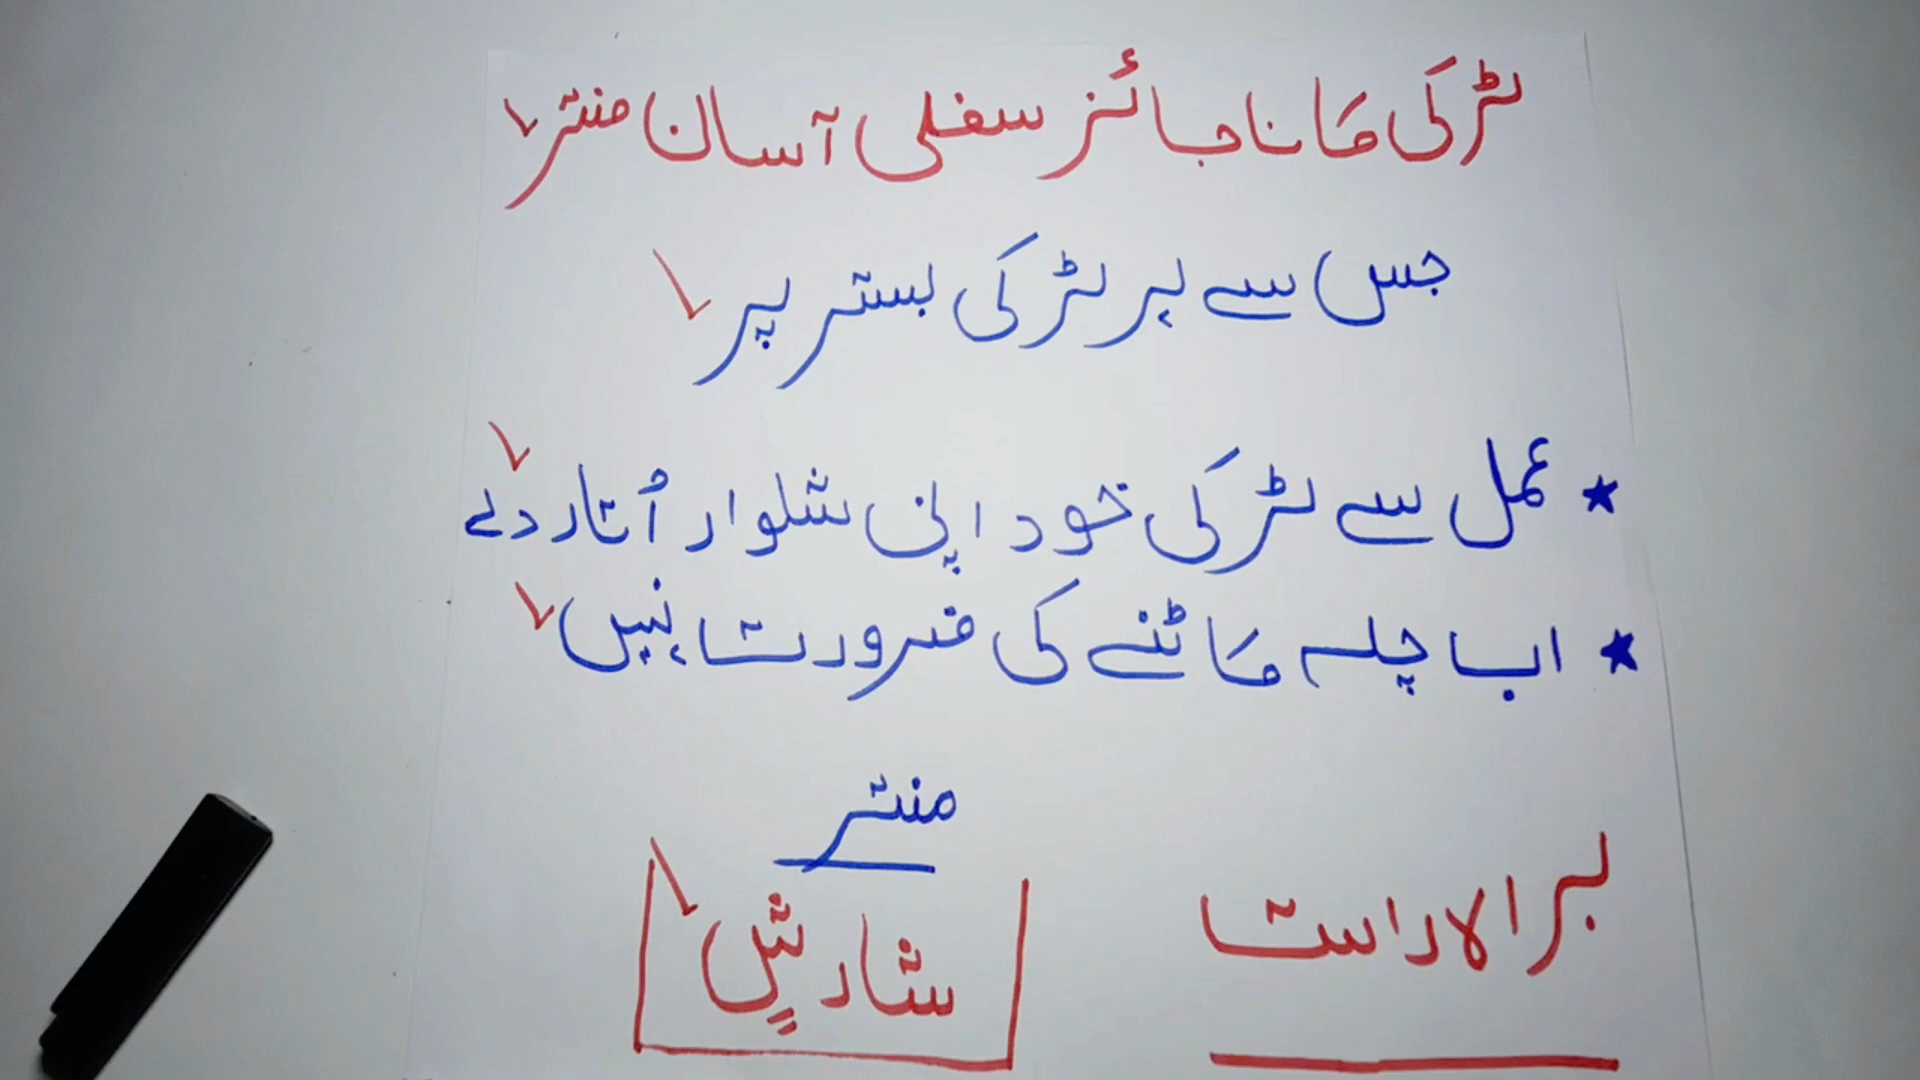 لڑکی کا ناجائز سفلی آسان منتر
جس سے ہر لڑکی بستر پر
عمل سے لڑکی خود اپنی شلوار اُتار دے
اب چلہ کاٹنے کی ضرورت نہیں
منتر
براہ راست